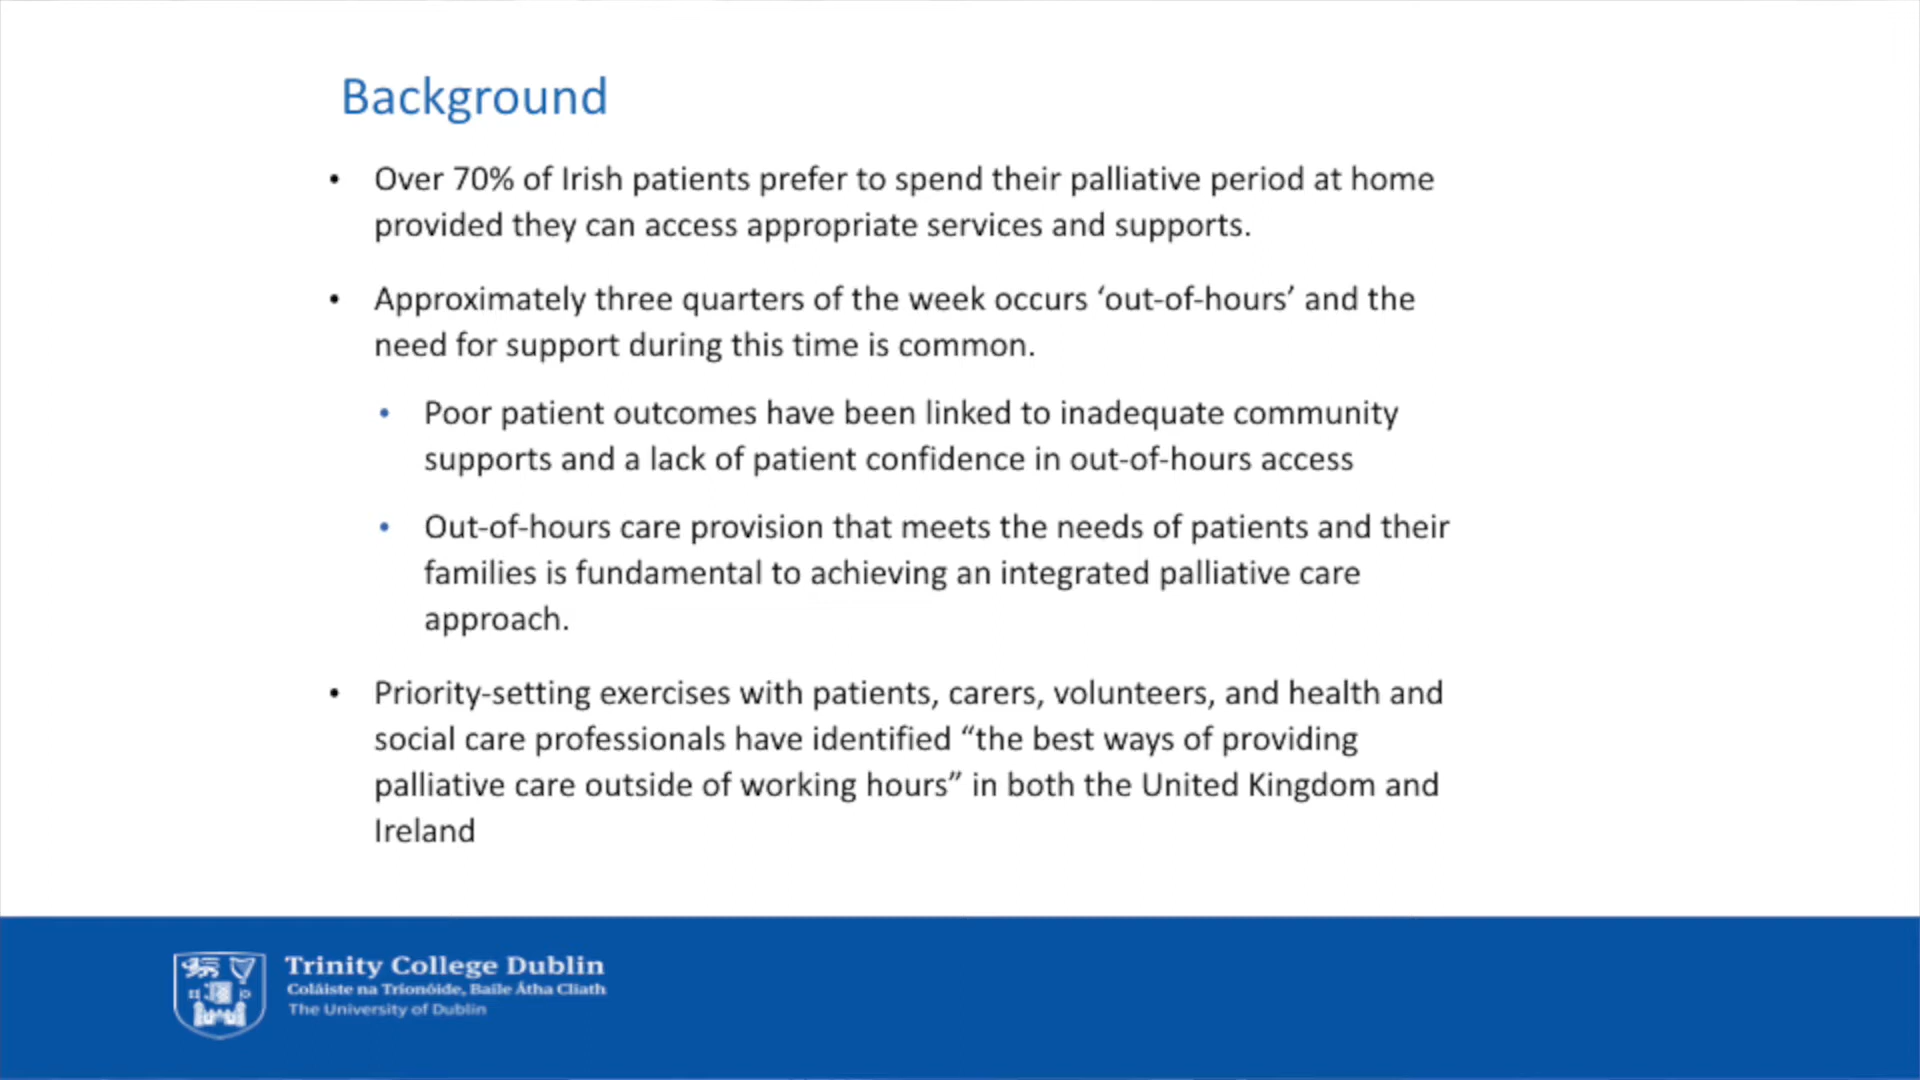 Background
• Over 70% of Irish patients prefer to spend their palliative period at home
provided they can access appropriate services and supports.
• Approximately three quarters of the week occurs ‘out-of-hours’ and the
need for support during this time is common.
• Poor patient outcomes have been linked to inadequate community
supports and a lack of patient confidence in out-of-hours access
• Out-of-hours care provision that meets the needs of patients and their
families is fundamental to achieving an integrated palliative care
approach.
• Priority-setting exercises with patients, carers, volunteers, and health and
social care professionals have identified “the best ways of providing
palliative care outside of working hours” in both the United Kingdom and
Ireland
Trinity College Dublin
Coláiste na Tríonóide, Baile Átha Cliath
The University of Dublin